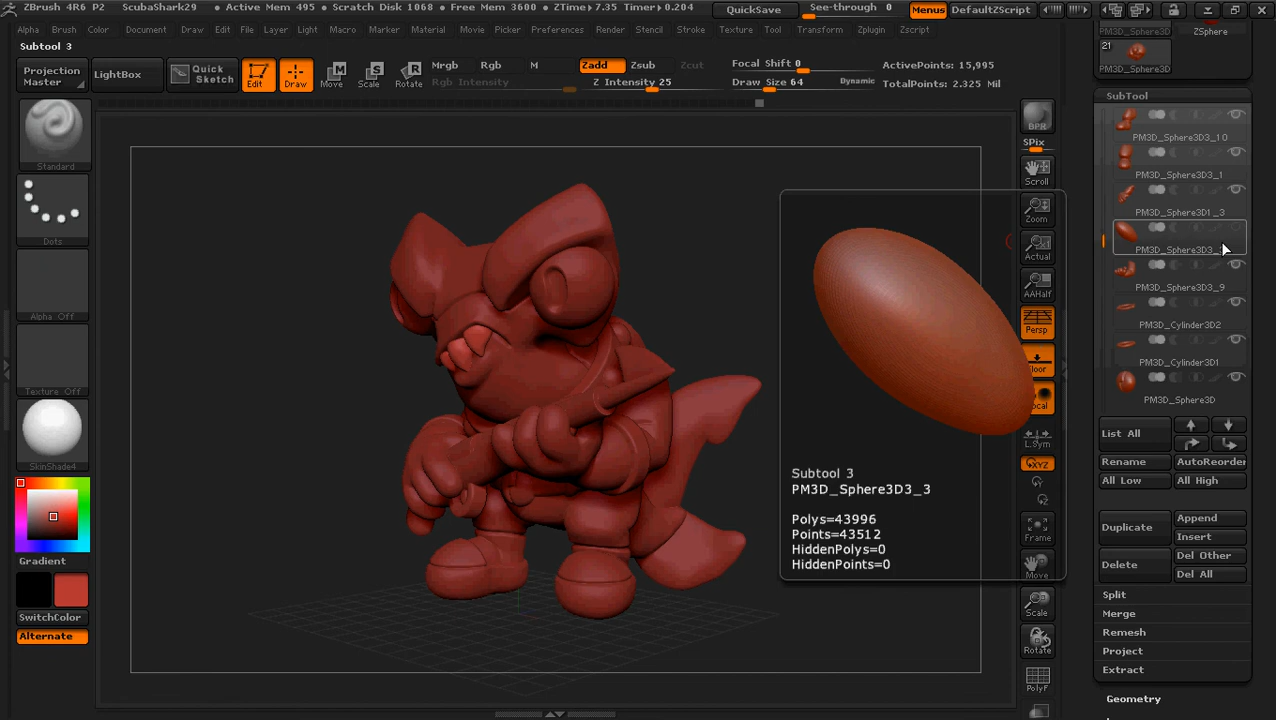 ZBrush 4R6 P2 ScubaShark29 • Active Mem 495 • Scratch Disk 1068 • Free Mem 3600 • ZTime▸7.35 Timer▸0.204 QuickSave See-through 0 Menus DefaultZScript
Alpha Brush Color Document Draw Edit File Layer Light Macro Marker Material Movie Picker Preferences Render Stencil Stroke Texture Tool Transform Zplugin Zscript
Subtool 3
Projection Master
LightBox
Quick Sketch
Edit
Draw
Move
Scale
Rotate
Mrgb Rgb M Zadd Zsub Zcut
Rgb Intensity Z Intensity 25
Focal Shift 0
Draw Size 64 Dynamic
ActivePoints: 15,995
TotalPoints: 2.325 Mil
Standard
Dots
Alpha Off
Texture Off
SkinShade4
Gradient
SwitchColor
Alternate
BPR
SPix
Scroll
Zoom
Actual
AAHalf
Persp
Floor
L.Sym
XYZ
Y
Z
Frame
Move
Scale
Rotate
PolyF
Subtool 3
PM3D_Sphere3D3_3
Polys=43996
Points=43512
HiddenPolys=0
HiddenPoints=0
PM3D_Sphere3D
ZSphere
21
PM3D_Sphere3D
SubTool
PM3D_Sphere3D3_10
PM3D_Sphere3D3_1
PM3D_Sphere3D1_3
PM3D_Sphere3D3_
PM3D_Sphere3D3_9
PM3D_Cylinder3D2
PM3D_Cylinder3D1
PM3D_Sphere3D
List All
Rename AutoReorder
All Low All High
Duplicate
Append
Insert
Delete
Del Other
Del All
Split
Merge
Remesh
Project
Extract
Geometry